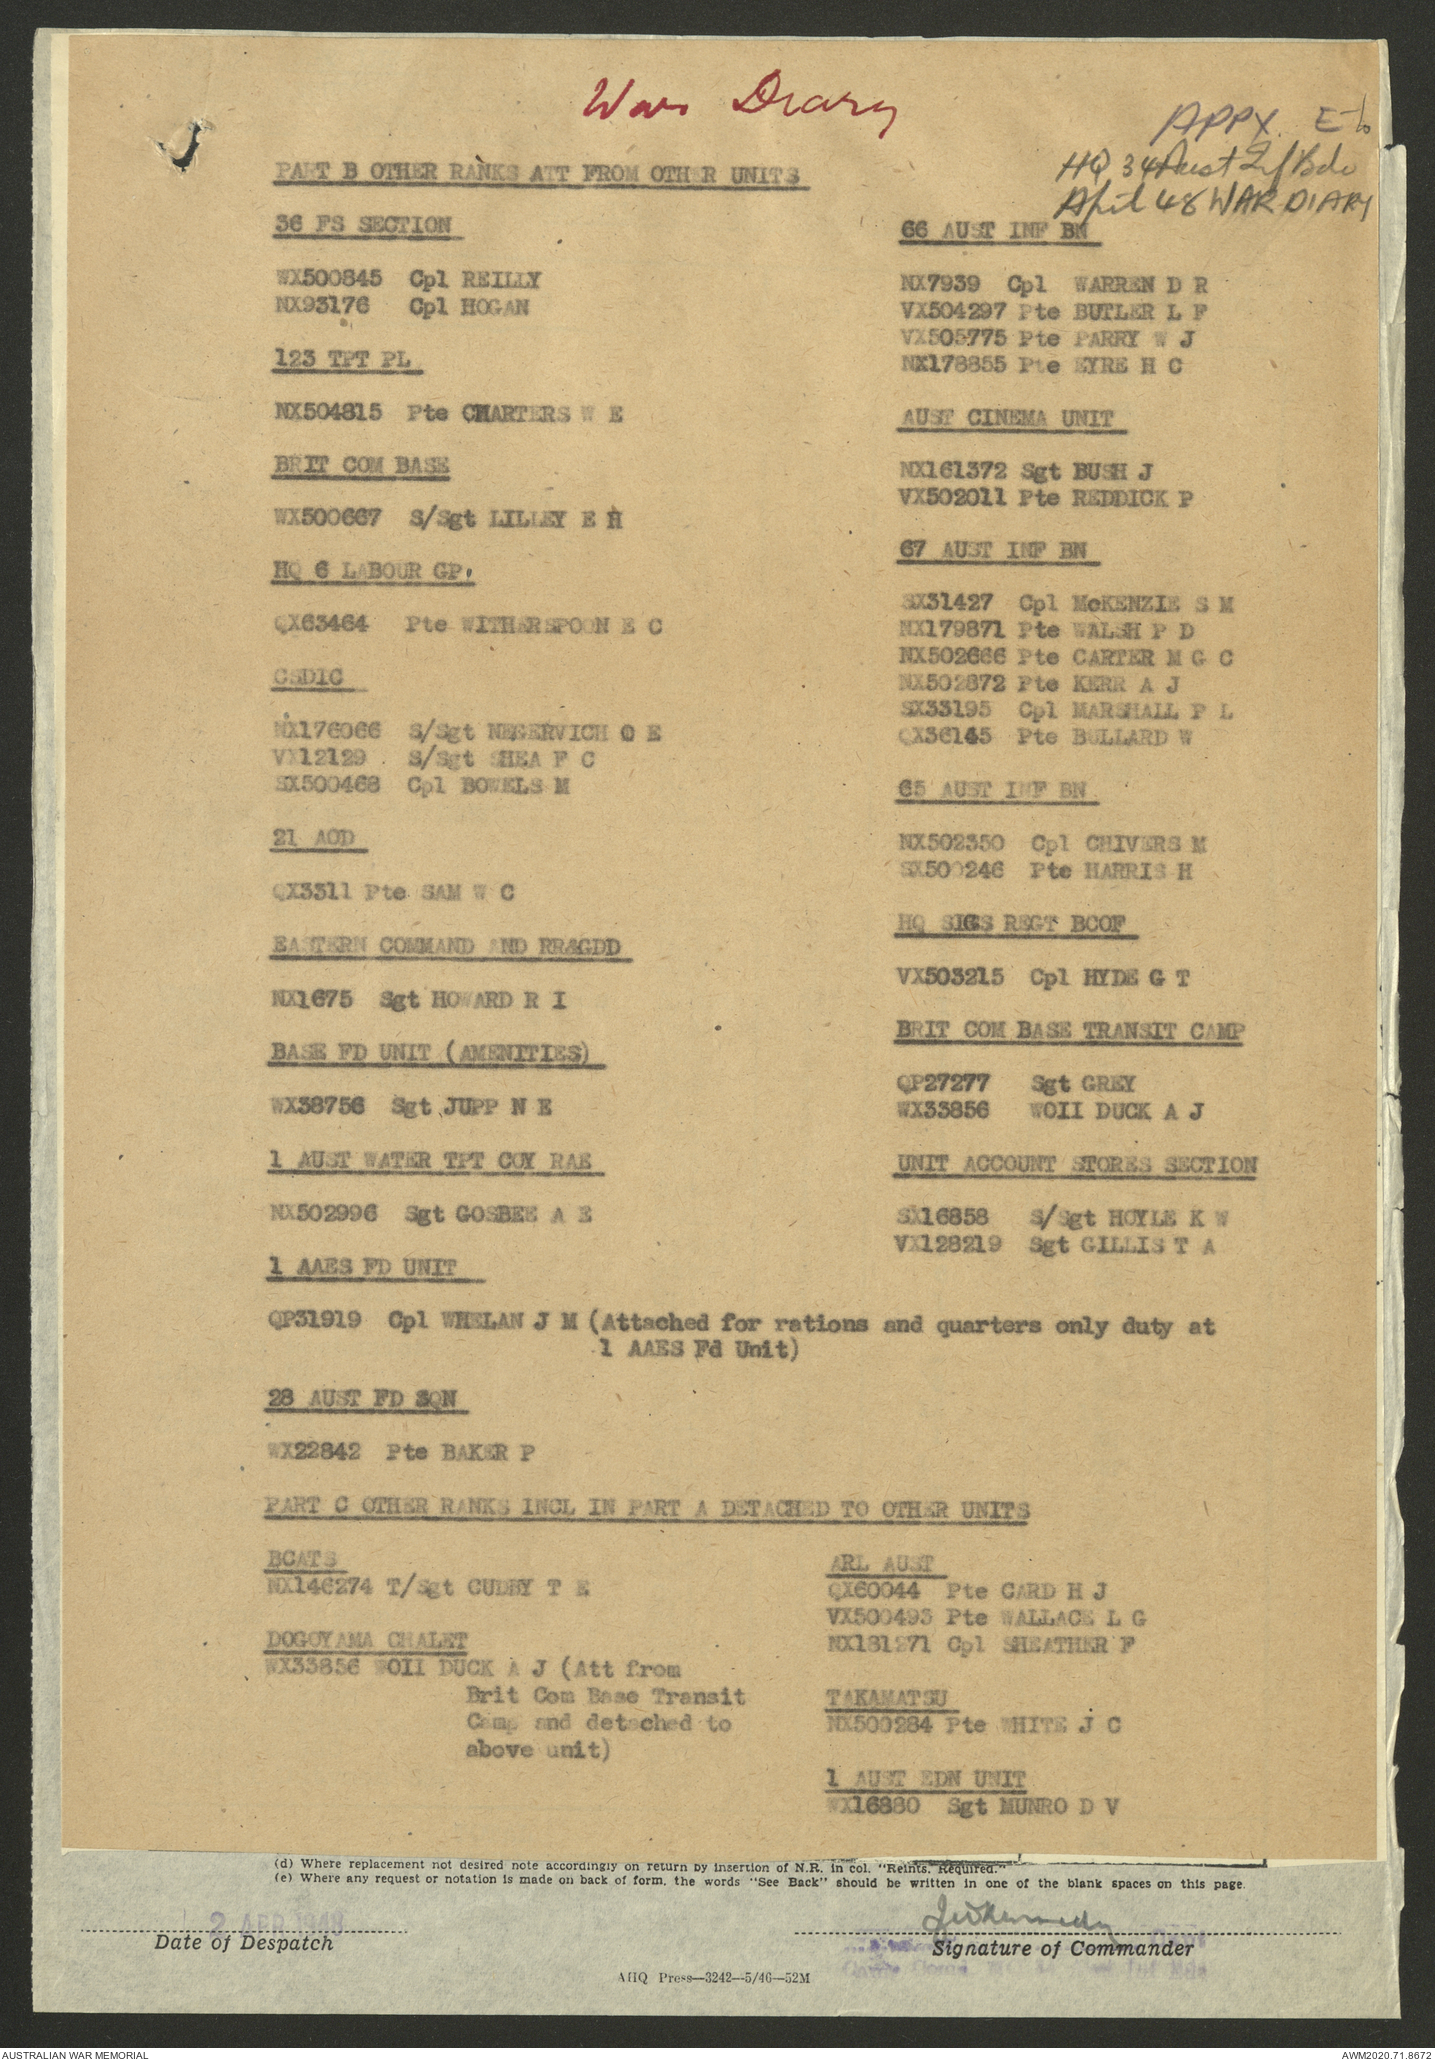 War Diary
APPX E to
HQ 34 Aust Inf Bde
April 48 WAR DIARY
PART B OTHER RANKS ATT FROM OTHER UNITS
36 FS SECTION
WX500845 Cpl REILLY
NX93176 Cpl HOGAN
123 TPT PL
NX504815 Pte CHARTERS W E
BRIT COM BASE
WX500667 S/Sgt LILLEY E H
HQ 6 LABOUR GP.
QX63464 Pte WITHERSPOON E C
CSDIC
NX176066 S/Sgt NEGERVICH C E
VX12129 S/Sgt SHEA F C
SX500468 Cpl BOWELS M
21 AOD
QX3311 Pte SAM W C
EASTERN COMMAND AND RR&GDD
NX1675 Sgt HOWARD R I
BASE FD UNIT (AMENITIES)
WX38756 Sgt JUPP N E
1 AUST WATER TPT COY RAE
NX502996 Sgt GOSBEE A E
1 AAES FD UNIT
QP31919 Cpl WHELAN J M (Attached for rations and quarters only duty at
1 AAES Fd Unit)
28 AUST FD SQN
WX22842 Pte BAKER P
66 AUST INF BN
NX7939 Cpl WARREN D R
VX504297 Pte BUTLER L F
VX505775 Pte PARRY W J
NX178855 Pte EYRE H C
AUST CINEMA UNIT
NX161372 Sgt BUSH J
VX502011 Pte REDDICK P
67 AUST INF BN
SX31427 Cpl McKENZIE S M
NX179871 Pte WALSH P D
NX502666 Pte CARTER M G C
NX502872 Pte KERR A J
SX33195 Cpl MARSHALL P L
QX36145 Pte BULLARD W
65 AUST INF BN
NX502350 Cpl CHIVERS M
SX500246 Pte HARRIS H
HQ SIGS REGT BCOF
VX503215 Cpl HYDE G T
BRIT COM BASE TRANSIT CAMP
QP27277 Sgt GREY
WX33856 WOII DUCK A J
UNIT ACCOUNT STORES SECTION
SX16858 S/Sgt HOYLE K W
VX128219 Sgt GILLIS T A
PART C OTHER RANKS INCL IN PART A DETACHED TO OTHER UNITS
BCATS
NX146274 T/Sgt CUDBY T E
DOGOYAMA CHALET
WX33856 WOII DUCK A J (Att from
Brit Com Base Transit
Camp and detached to
above unit)
ARL AUST
QX60044 Pte CARD H J
VX500493 Pte WALLACE L G
NX181271 Cpl SHEATHER F
TAKAMATSU
NX500284 Pte WHITE J C
1 AUST EDN UNIT
WX16880 Sgt MUNRO D V
(d) Where replacement not desired note accordingly on return by insertion of N.R. in col. "Reints. Required."
(e) Where any request or notation is made on back of form, the words "See Back" should be written in one of the blank spaces on this page.
2 APR 1948
Date of Despatch
Signature of Commander
AHQ Press—3242—5/46—52M
AUSTRALIAN WAR MEMORIAL
AWM2020.71.8672